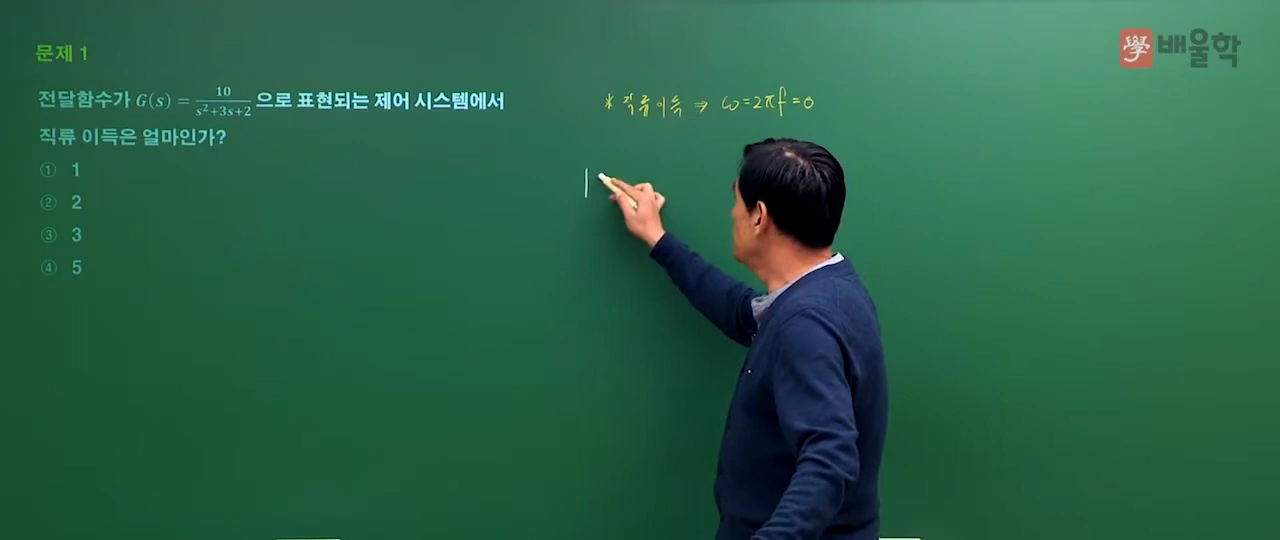 學 배울학
문제 1
전달함수가 G(s) = 10/(s²+3s+2) 으로 표현되는 제어 시스템에서
직류 이득은 얼마인가?
① 1
② 2
③ 3
④ 5
* 직류이득 ⇒ ω=2πf=0
|